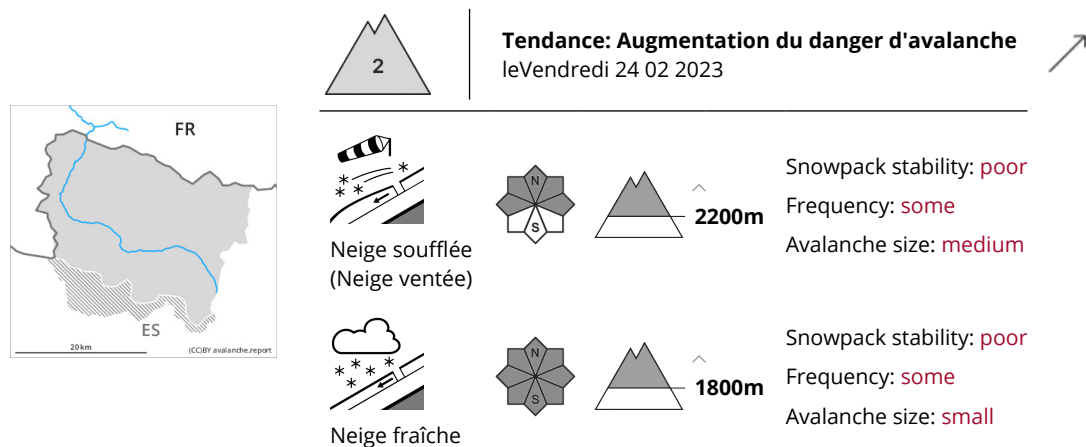 2
Tendance: Augmentation du danger d'avalanche
leVendredi 24 02 2023
FR
ES
20 km
(CC)BY avalanche.report
N
S
2200m
Snowpack stability: poor
Frequency: some
Avalanche size: medium
Neige soufflée
(Neige ventée)
N
S
1800m
Snowpack stability: poor
Frequency: some
Avalanche size: small
Neige fraîche